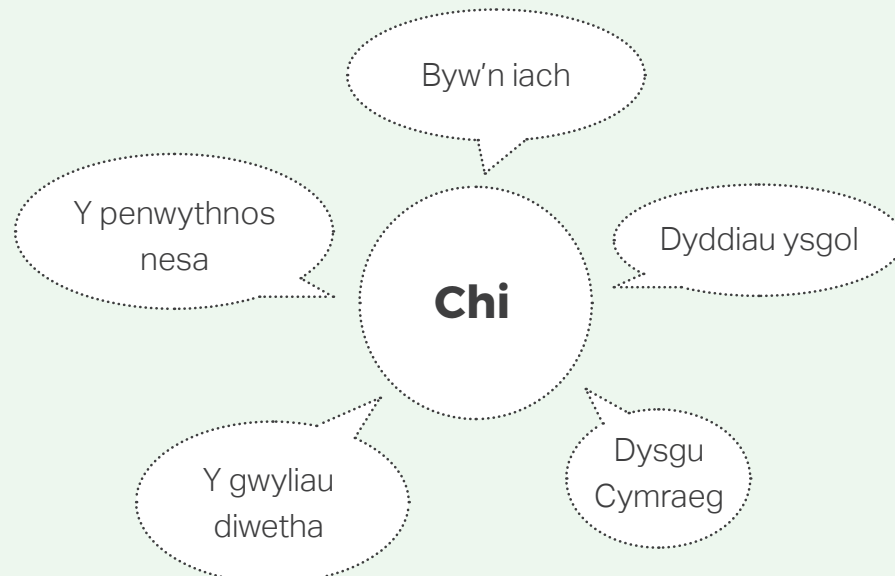 Byw'n iach
Y penwythnos
nesa
Dyddiau ysgol
Chi
Y gwyliau
diwetha
Dysgu
Cymraeg